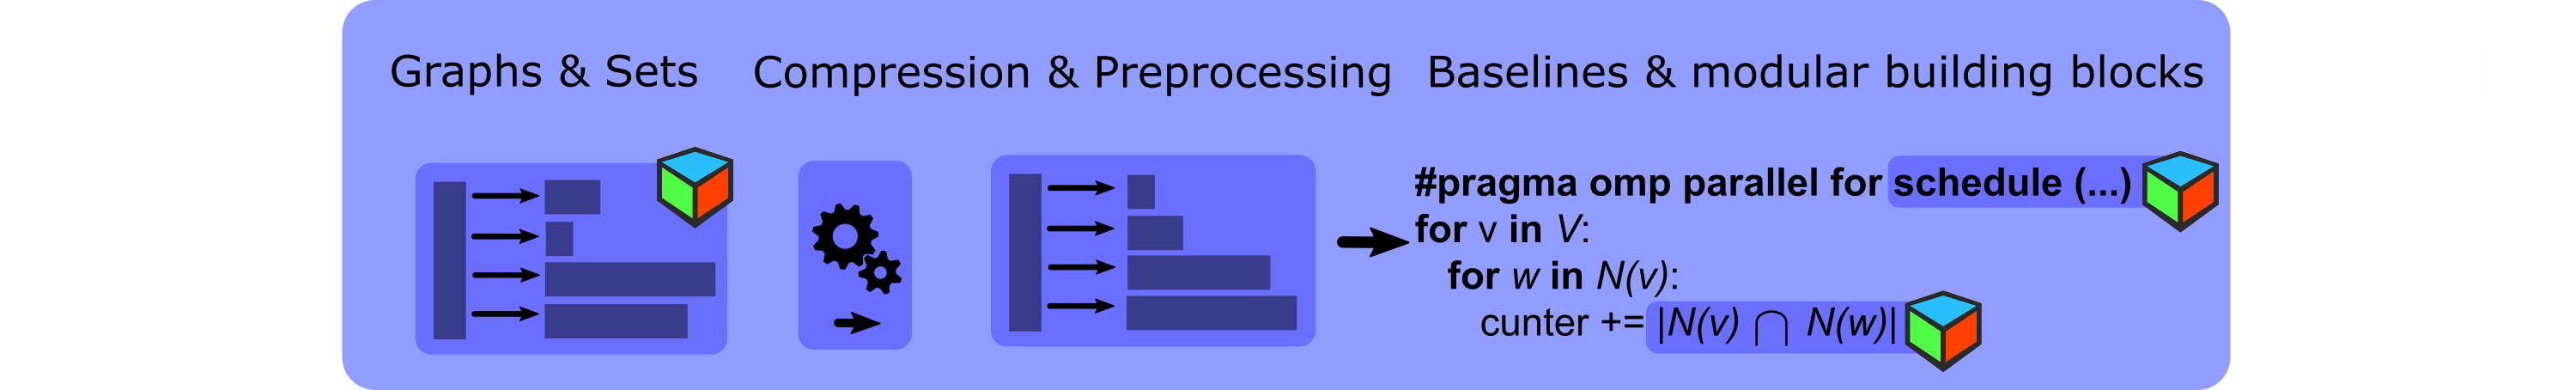 Graphs & Sets
Compression & Preprocessing
Baselines & modular building blocks
#pragma omp parallel for schedule (...)
for v in V:
for w in N(v):
cunter += |N(v) ⋂ N(w)|